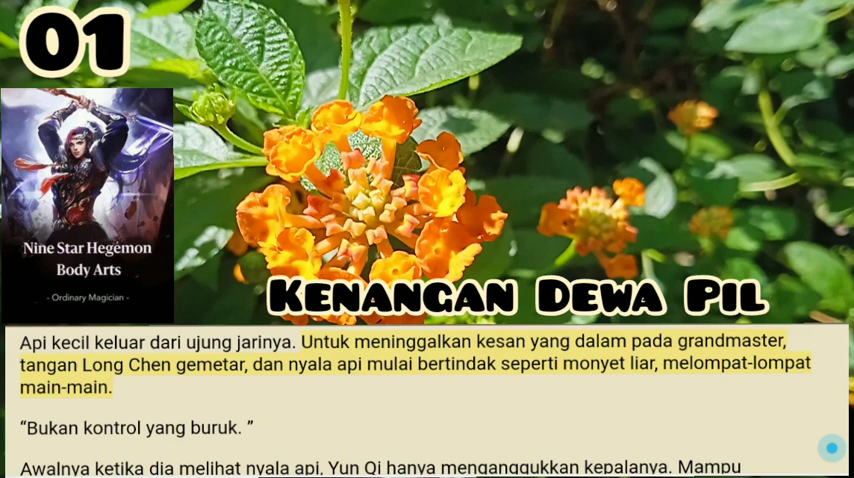 01
Nine Star Hegemon
Body Arts
- Ordinary Magician -
KENANGAN DEWA PIL
Api kecil keluar dari ujung jarinya. Untuk meninggalkan kesan yang dalam pada grandmaster,
tangan Long Chen gemetar, dan nyala api mulai bertindak seperti monyet liar, melompat-lompat
main-main.
“Bukan kontrol yang buruk. ”
Awalnya ketika dia melihat nyala api, Yun Qi hanya menganggukkan kepalanya. Mampu